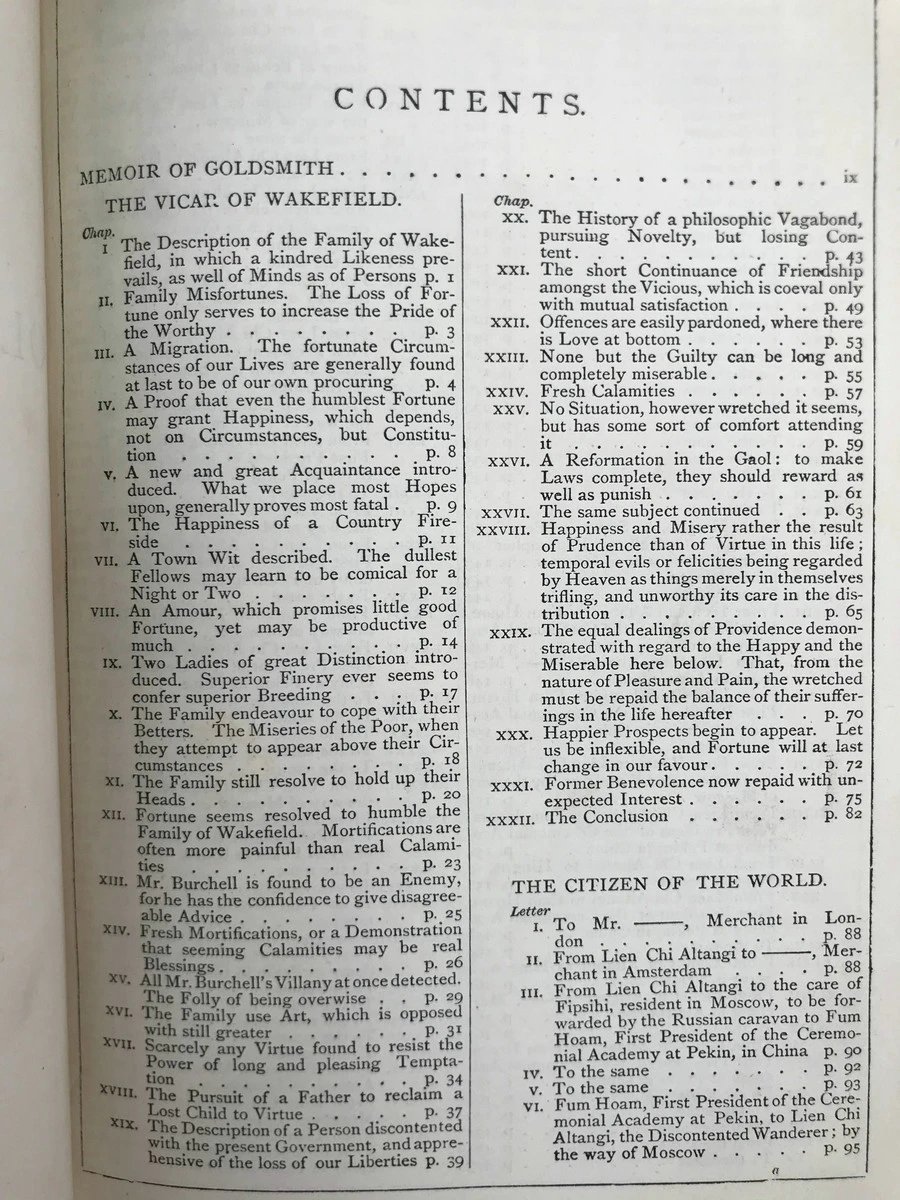 CONTENTS.
MEMOIR OF GOLDSMITH. . . . . . . . . . . . . . . . . . ix
THE VICAR OF WAKEFIELD.
Chap.
I The Description of the Family of Wake-
field, in which a kindred Likeness pre-
vails, as well of Minds as of Persons p. 1
II. Family Misfortunes. The Loss of For-
tune only serves to increase the Pride of
the Worthy . . . . . . . . p. 3
III. A Migration. The fortunate Circum-
stances of our Lives are generally found
at last to be of our own procuring p. 4
IV. A Proof that even the humblest Fortune
may grant Happiness, which depends,
not on Circumstances, but Constitu-
tion . . . . . . . . . . p. 8
V. A new and great Acquaintance intro-
duced. What we place most Hopes
upon, generally proves most fatal . p. 9
VI. The Happiness of a Country Fire-
side . . . . . . . . . . p. 11
VII. A Town Wit described. The dullest
Fellows may learn to be comical for a
Night or Two . . . . . . . p. 12
VIII. An Amour, which promises little good
Fortune, yet may be productive of
much . . . . . . . . . . p. 14
IX. Two Ladies of great Distinction intro-
duced. Superior Finery ever seems to
confer superior Breeding . . . p. 17
X. The Family endeavour to cope with their
Betters. The Miseries of the Poor, when
they attempt to appear above their Cir-
cumstances . . . . . . . . p. 18
XI. The Family still resolve to hold up their
Heads . . . . . . . . . . p. 20
XII. Fortune seems resolved to humble the
Family of Wakefield. Mortifications are
often more painful than real Calami-
ties . . . . . . . . . . p. 23
XIII. Mr. Burchell is found to be an Enemy,
for he has the confidence to give disagree-
able Advice . . . . . . . . p. 25
XIV. Fresh Mortifications, or a Demonstration
that seeming Calamities may be real
Blessings . . . . . . . . . p. 26
XV. All Mr. Burchell's Villany at once detected.
The Folly of being overwise . . p. 29
XVI. The Family use Art, which is opposed
with still greater . . . . . . p. 31
XVII. Scarcely any Virtue found to resist the
Power of long and pleasing Tempta-
tion . . . . . . . . . . p. 34
XVIII. The Pursuit of a Father to reclaim a
Lost Child to Virtue . . . . . p. 37
XIX. The Description of a Person discontented
with the present Government, and appre-
hensive of the loss of our Liberties p. 39
Chap.
XX. The History of a philosophic Vagabond,
pursuing Novelty, but losing Con-
tent . . . . . . . . . . . p. 43
XXI. The short Continuance of Friendship
amongst the Vicious, which is coeval only
with mutual satisfaction . . . . p. 49
XXII. Offences are easily pardoned, where there
is Love at bottom . . . . . . p. 53
XXIII. None but the Guilty can be long and
completely miserable . . . . . p. 55
XXIV. Fresh Calamities . . . . . . p. 57
XXV. No Situation, however wretched it seems,
but has some sort of comfort attending
it . . . . . . . . . . . p. 59
XXVI. A Reformation in the Gaol: to make
Laws complete, they should reward as
well as punish . . . . . . . p. 61
XXVII. The same subject continued . . p. 63
XXVIII. Happiness and Misery rather the result
of Prudence than of Virtue in this life;
temporal evils or felicities being regarded
by Heaven as things merely in themselves
trifling, and unworthy its care in the dis-
tribution . . . . . . . . . p. 65
XXIX. The equal dealings of Providence demon-
strated with regard to the Happy and the
Miserable here below. That, from the
nature of Pleasure and Pain, the wretched
must be repaid the balance of their suffer-
ings in the life hereafter . . . p. 70
XXX. Happier Prospects begin to appear. Let
us be inflexible, and Fortune will at last
change in our favour . . . . . p. 72
XXXI. Former Benevolence now repaid with un-
expected Interest . . . . . . p. 75
XXXII. The Conclusion . . . . . . p. 82
THE CITIZEN OF THE WORLD.
Letter
I. To Mr. ———, Merchant in Lon-
don . . . . . . . . . . p. 88
II. From Lien Chi Altangi to ———, Mer-
chant in Amsterdam . . . . p. 88
III. From Lien Chi Altangi to the care of
Fipsihi, resident in Moscow, to be for-
warded by the Russian caravan to Fum
Hoam, First President of the Ceremo-
nial Academy at Pekin, in China p. 90
IV. To the same . . . . . . . p. 92
V. To the same . . . . . . . p. 93
VI. Fum Hoam, First President of the Cere-
monial Academy at Pekin, to Lien Chi
Altangi, the Discontented Wanderer; by
the way of Moscow . . . . . p. 95
a